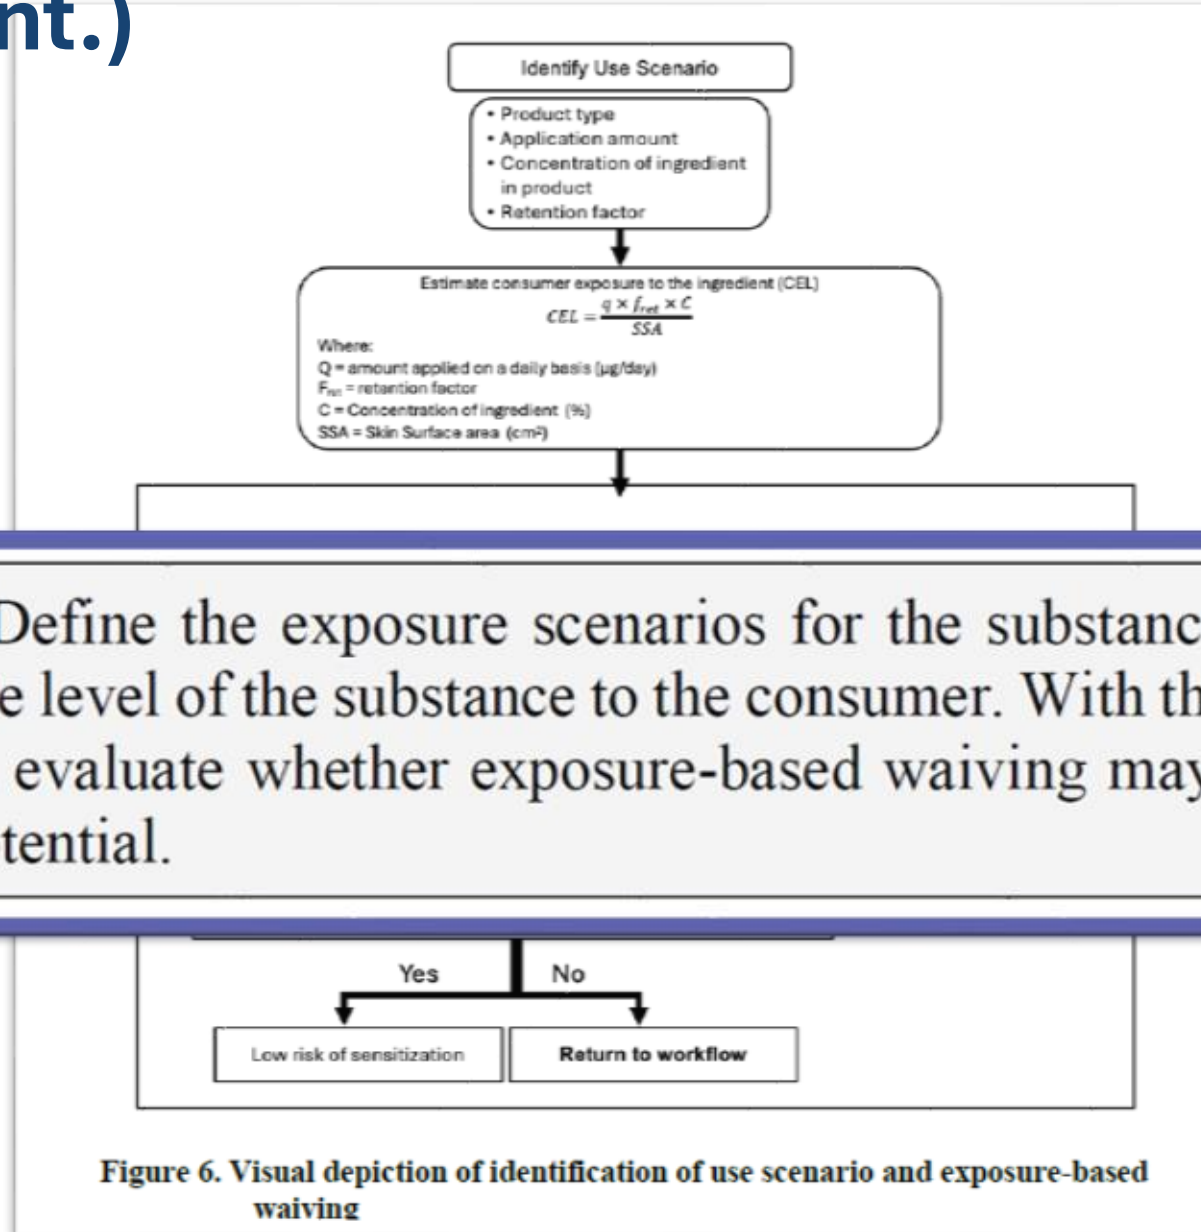 nt.)
Identify Use Scenario
• Product type
• Application amount
• Concentration of ingredient
in product
• Retention factor
Estimate consumer exposure to the ingredient (CEL)
CEL = q × fret × C / SSA
Where:
Q = amount applied on a daily basis (µg/day)
Fret = retention factor
C = Concentration of ingredient (%)
SSA = Skin Surface area (cm²)
Define the exposure scenarios for the substanc
e level of the substance to the consumer. With th
evaluate whether exposure-based waiving may
tential.
Yes No
Low risk of sensitization Return to workflow
Figure 6. Visual depiction of identification of use scenario and exposure-based
waiving